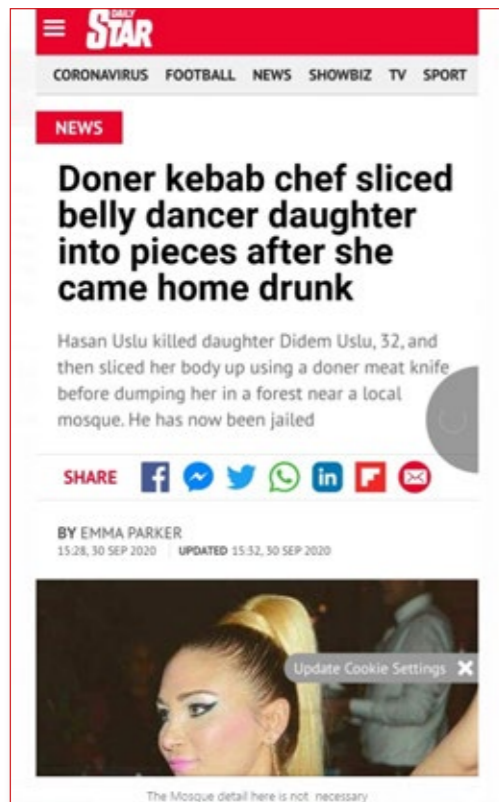 DAILY
STAR
CORONAVIRUS FOOTBALL NEWS SHOWBIZ TV SPORT
NEWS
Doner kebab chef sliced
belly dancer daughter
into pieces after she
came home drunk
Hasan Uslu killed daughter Didem Uslu, 32, and
then sliced her body up using a doner meat knife
before dumping her in a forest near a local
mosque. He has now been jailed
SHARE
BY EMMA PARKER
15:28, 30 SEP 2020 UPDATED 15:32, 30 SEP 2020
Update Cookie Settings X
The Mosque detail here is not necessary